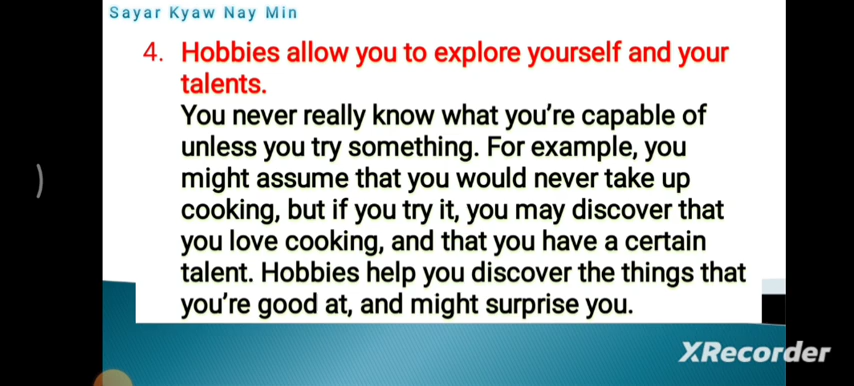 Sayar Kyaw Nay Min
4. Hobbies allow you to explore yourself and your
talents.
You never really know what you're capable of
unless you try something. For example, you
might assume that you would never take up
cooking, but if you try it, you may discover that
you love cooking, and that you have a certain
talent. Hobbies help you discover the things that
you're good at, and might surprise you.
XRecorder